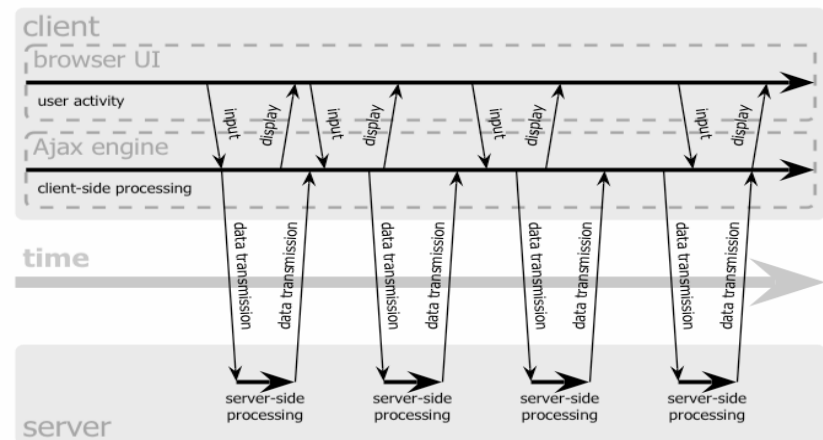 client
browser UI
user activity
input
display
input
display
input
display
input
display
Ajax engine
client-side processing
data transmission
data transmission
data transmission
data transmission
data transmission
data transmission
data transmission
data transmission
time
server-side
processing
server-side
processing
server-side
processing
server-side
processing
server